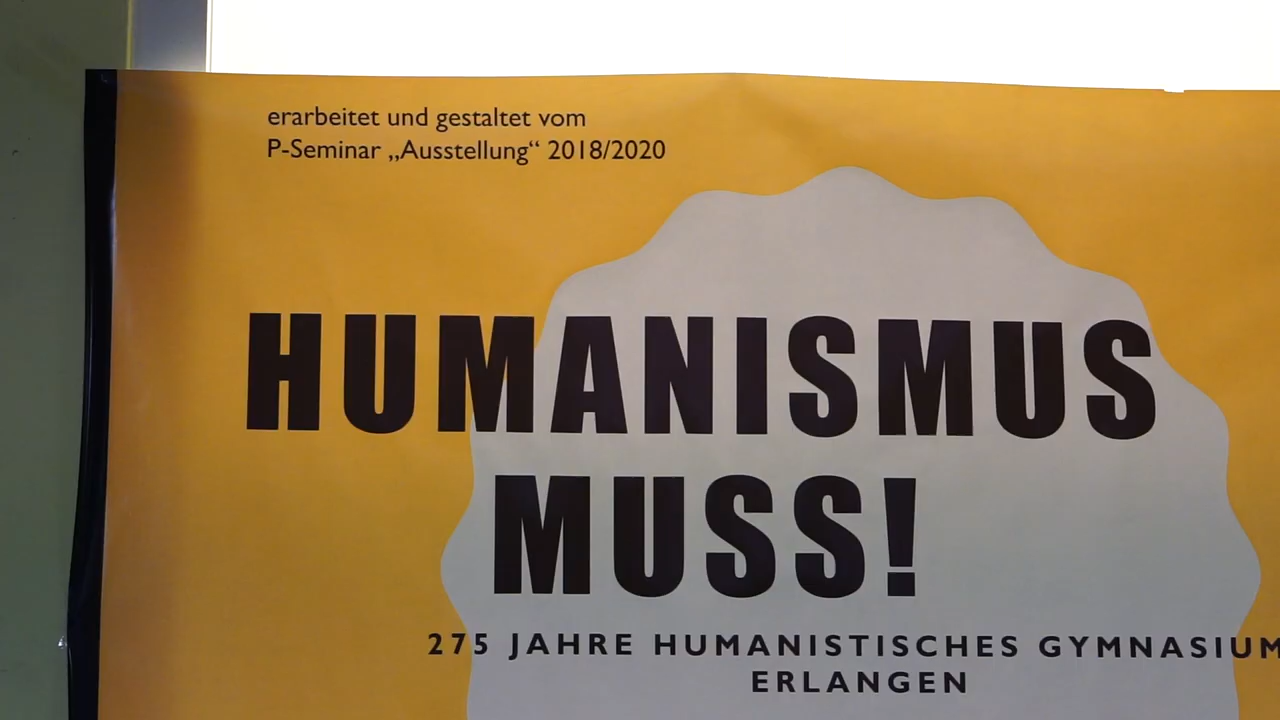 erarbeitet und gestaltet vom
P-Seminar „Ausstellung“ 2018/2020
HUMANISMUS
MUSS!
275 JAHRE HUMANISTISCHES GYMNASIUM
ERLANGEN